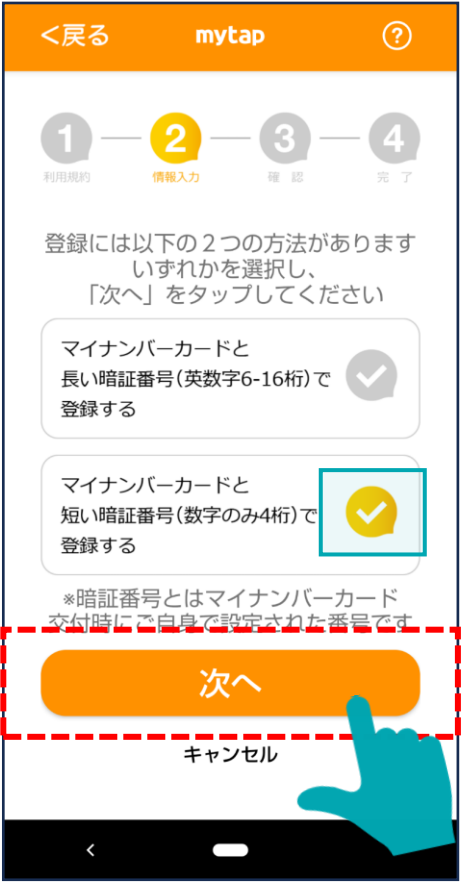 <戻る mytap ?
1 2 3 4
利用規約 情報入力 確認 完了
登録には以下の２つの方法があります
いずれかを選択し、
「次へ」をタップしてください
マイナンバーカードと
長い暗証番号(英数字6-16桁)で
登録する
マイナンバーカードと
短い暗証番号(数字のみ4桁)で
登録する
※暗証番号とはマイナンバーカード
交付時にご自身で設定された番号です
次へ
キャンセル